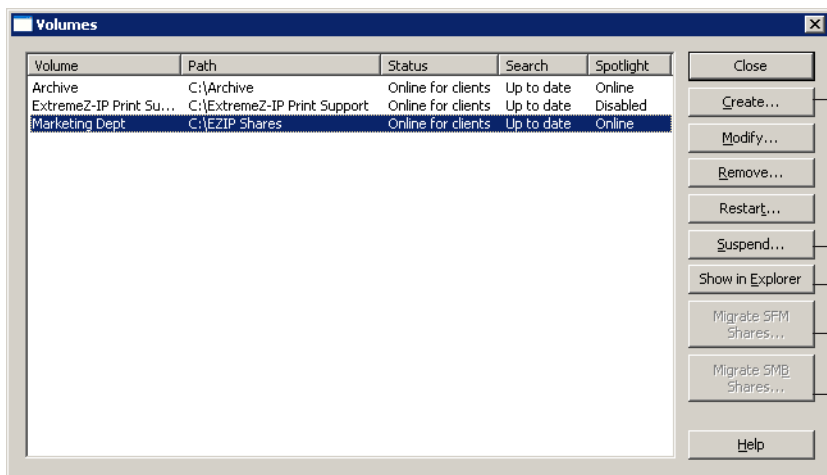 Volumes
Volume Path Status Search Spotlight
Archive C:\Archive Online for clients Up to date Online
ExtremeZ-IP Print Su... C:\ExtremeZ-IP Print Support Online for clients Up to date Disabled
Marketing Dept C:\EZIP Shares Online for clients Up to date Online
Close
Create...
Modify...
Remove...
Restart...
Suspend...
Show in Explorer
Migrate SFM
Shares...
Migrate SMB
Shares...
Help